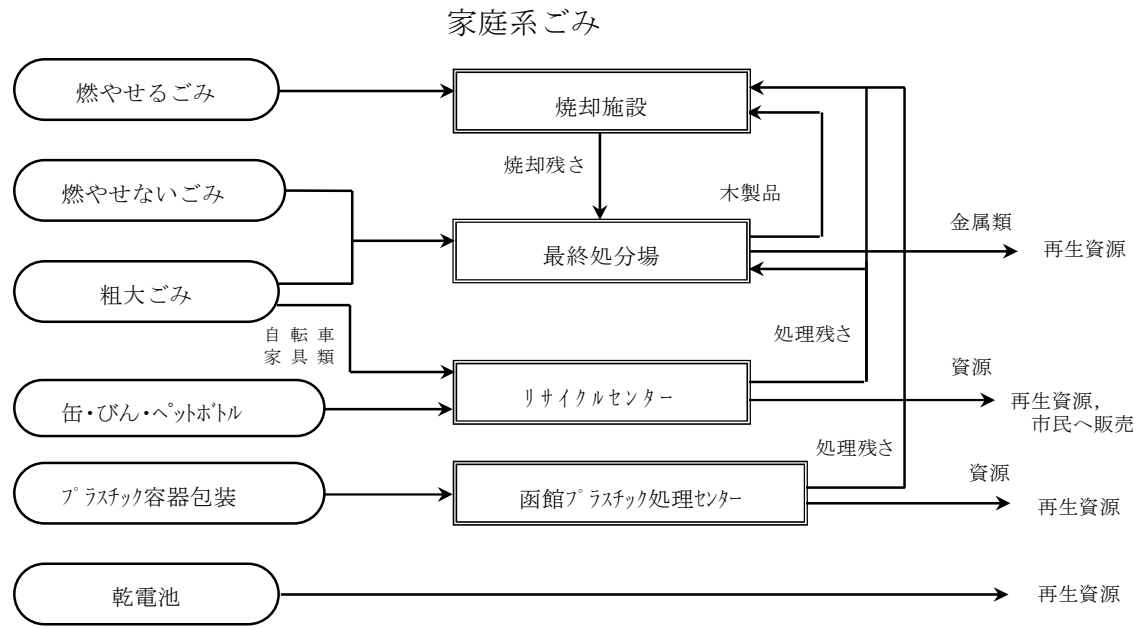 家庭系ごみ
燃やせるごみ
焼却施設
焼却残さ
燃やせないごみ
木製品
最終処分場
金属類
再生資源
粗大ごみ
自転車
家具類
処理残さ
リサイクルセンター
資源
再生資源,
市民へ販売
缶・びん・ペットボトル
処理残さ
プラスチック容器包装
函館プラスチック処理センター
資源
再生資源
乾電池
再生資源